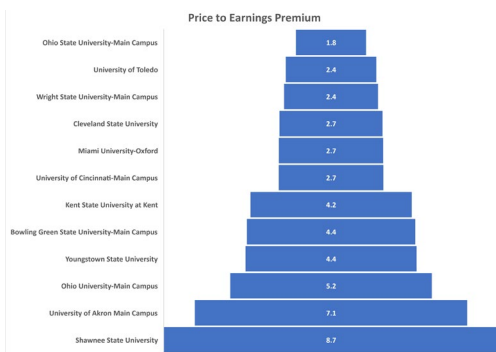 Price to Earnings Premium
Ohio State University-Main Campus 1.8
University of Toledo 2.4
Wright State University-Main Campus 2.4
Cleveland State University 2.7
Miami University-Oxford 2.7
University of Cincinnati-Main Campus 2.7
Kent State University at Kent 4.2
Bowling Green State University-Main Campus 4.4
Youngstown State University 4.4
Ohio University-Main Campus 5.2
University of Akron Main Campus 7.1
Shawnee State University 8.7